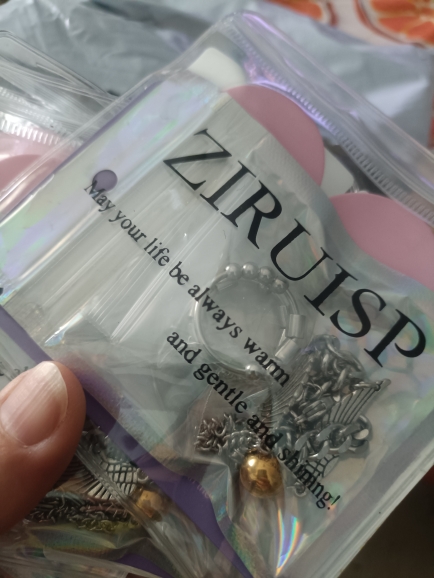 ZIRUISP
May your life be always warm
and gentle and shining!